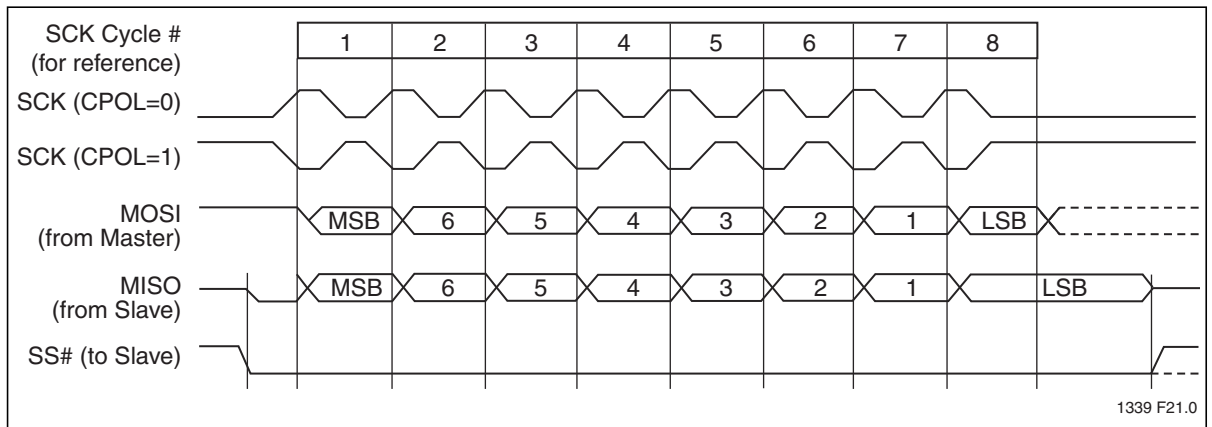 SCK Cycle #
(for reference)
1 2 3 4 5 6 7 8
SCK (CPOL=0)
SCK (CPOL=1)
MOSI
(from Master)
MSB 6 5 4 3 2 1 LSB
MISO
(from Slave)
MSB 6 5 4 3 2 1 LSB
SS# (to Slave)
1339 F21.0